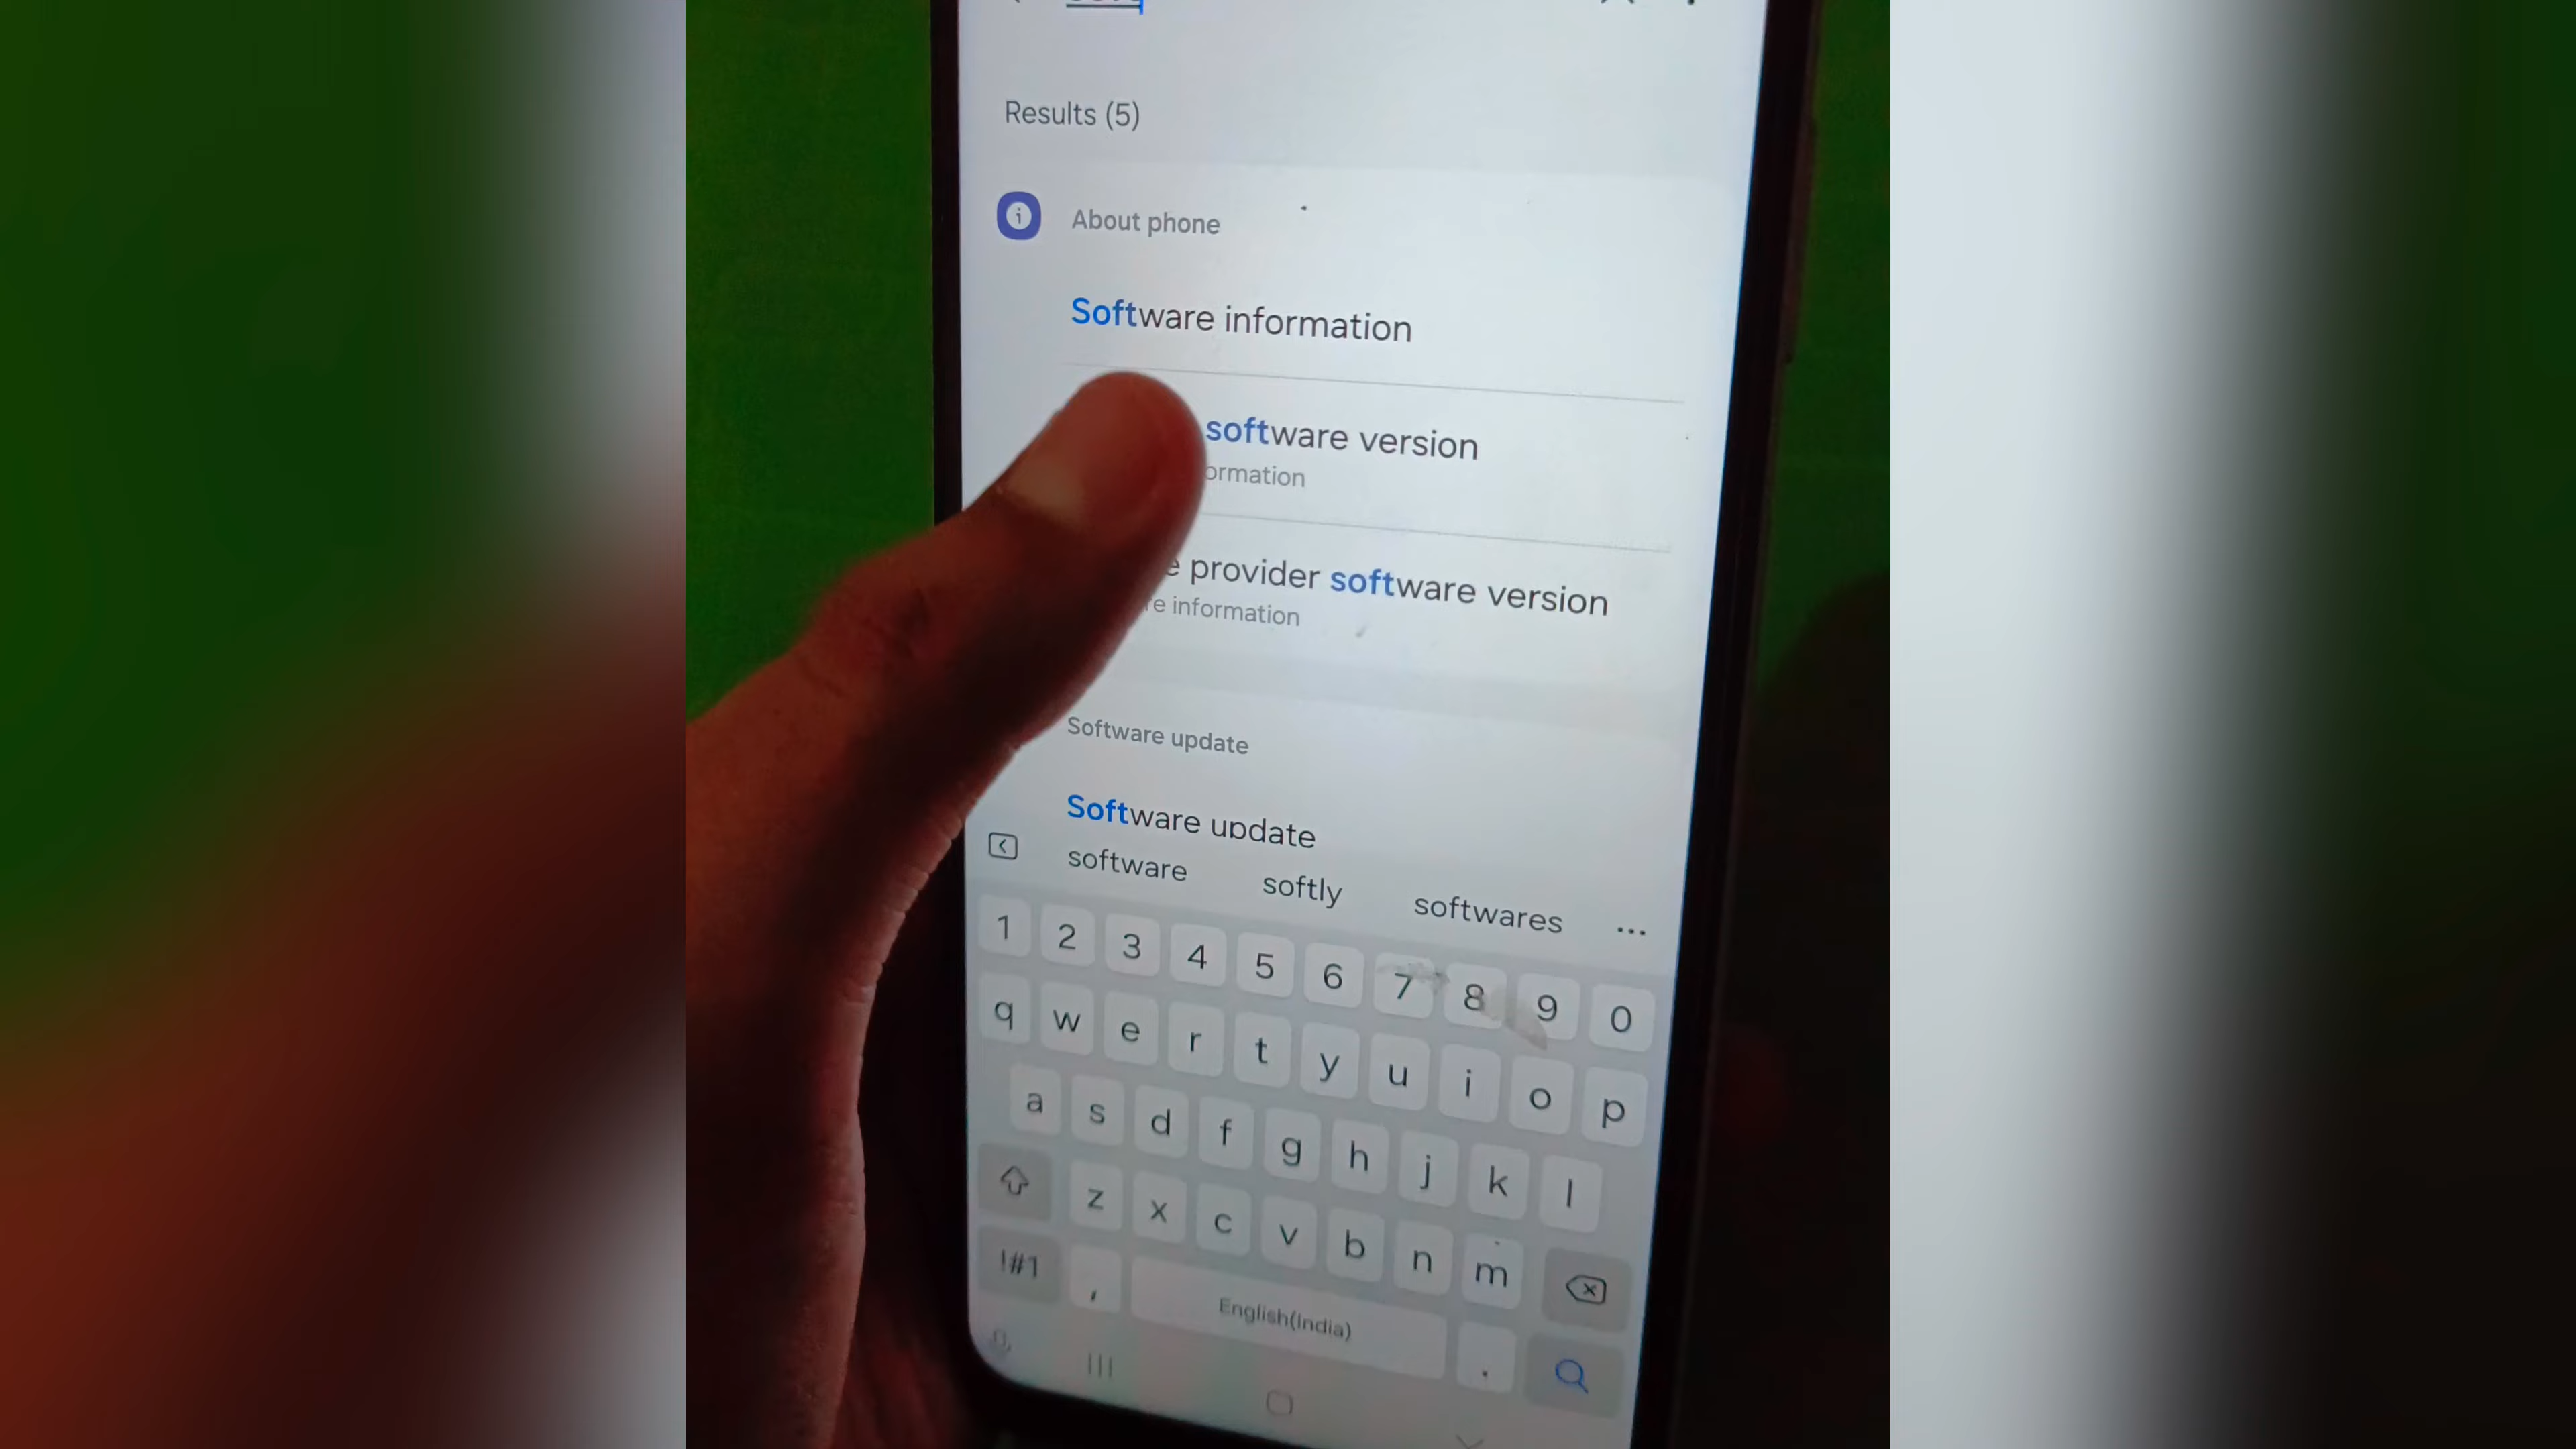 Results (5)
About phone
Software information
software version
ormation
e provider software version
re information
Software update
Software update
software softly softwares ...
1 2 3 4 5 6 7 8 9 0
q w e r t y u i o p
a s d f g h j k l
z x c v b n m
!#1 , English(India) .